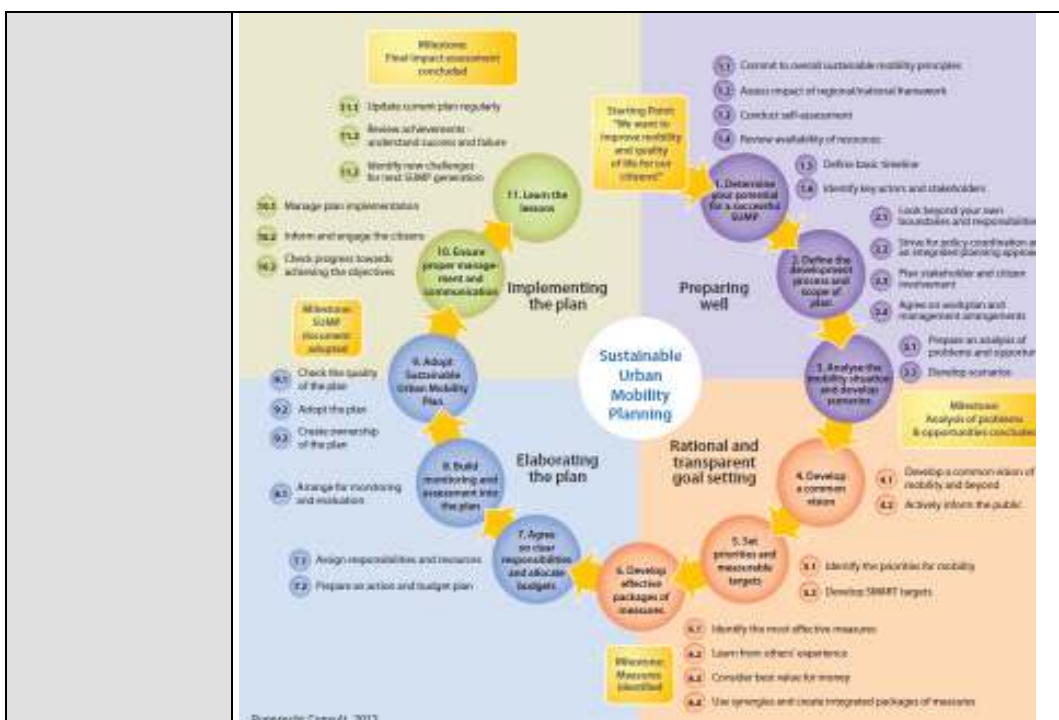 Milestone:
Final impact assessment
concluded
11.1 Update current plan regularly
11.2 Review achievements -
understand success and failure
11.3 Identify new challenges
for next SUMP generation
11. Learn the
lessons
10.1 Manage plan implementation
10.2 Inform and engage the citizens
10.3 Check progress towards
achieving the objectives
10. Ensure
proper manage-
ment and
communication
Implementing
the plan
Milestone:
SUMP
document
adopted
9.1 Check the quality
of the plan
9.2 Adopt the plan
9.3 Create ownership
of the plan
9. Adopt
Sustainable
Urban Mobility
Plan
8.1 Arrange for monitoring
and evaluation
8. Build
monitoring and
assessment into
the plan
Elaborating
the plan
7.1 Assign responsibilities and resources
7.2 Prepare an action and budget plan
7. Agree
on clear
responsibilities
and allocate
budgets
Starting Point:
"We want to
improve mobility
and quality
of life for our
citizens!"
1.1 Commit to overall sustainable mobility principles
1.2 Assess impact of regional/national framework
1.3 Conduct self-assessment
1.4 Review availability of resources
1.5 Define basic timeline
1.6 Identify key actors and stakeholders
1. Determine
your potential
for a successful
SUMP
2.1 Look beyond your own
boundaries and responsibilities
2.2 Strive for policy coordination a
an integrated planning approa
2.3 Plan stakeholder and citizen
involvement
2.4 Agree on workplan and
management arrangements
2. Define the
development
process and
scope of
plan
Preparing
well
3.1 Prepare an analysis of
problems and opportun
3.2 Develop scenarios
3. Analyse the
mobility situation
and develop
scenarios
Milestone:
Analysis of problems
& opportunities concluded
Sustainable
Urban
Mobility
Planning
Rational and
transparent
goal setting
4. Develop
a common
vision
4.1 Develop a common vision of
mobility and beyond
4.2 Actively inform the public
5. Set
priorities and
measurable
targets
5.1 Identify the priorities for mobility
5.2 Develop SMART targets
6. Develop
effective
packages of
measures
6.1 Identify the most effective measures
6.2 Learn from others' experience
6.3 Consider best value for money
6.4 Use synergies and create integrated packages of measures
Milestone:
Measures
identified
Rupprecht Consult, 2013